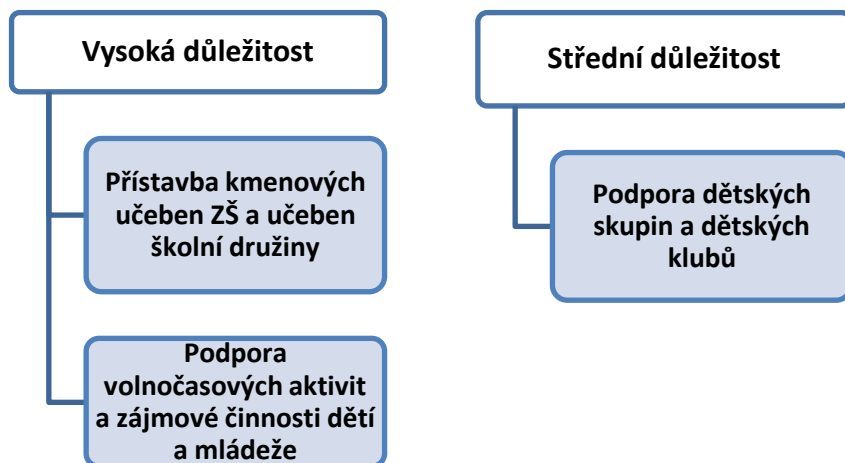 Vysoká důležitost
Přístavba kmenových
učeben ZŠ a učeben
školní družiny
Podpora
volnočasových aktivit
a zájmové činnosti dětí
a mládeže
Střední důležitost
Podpora dětských
skupin a dětských
klubů